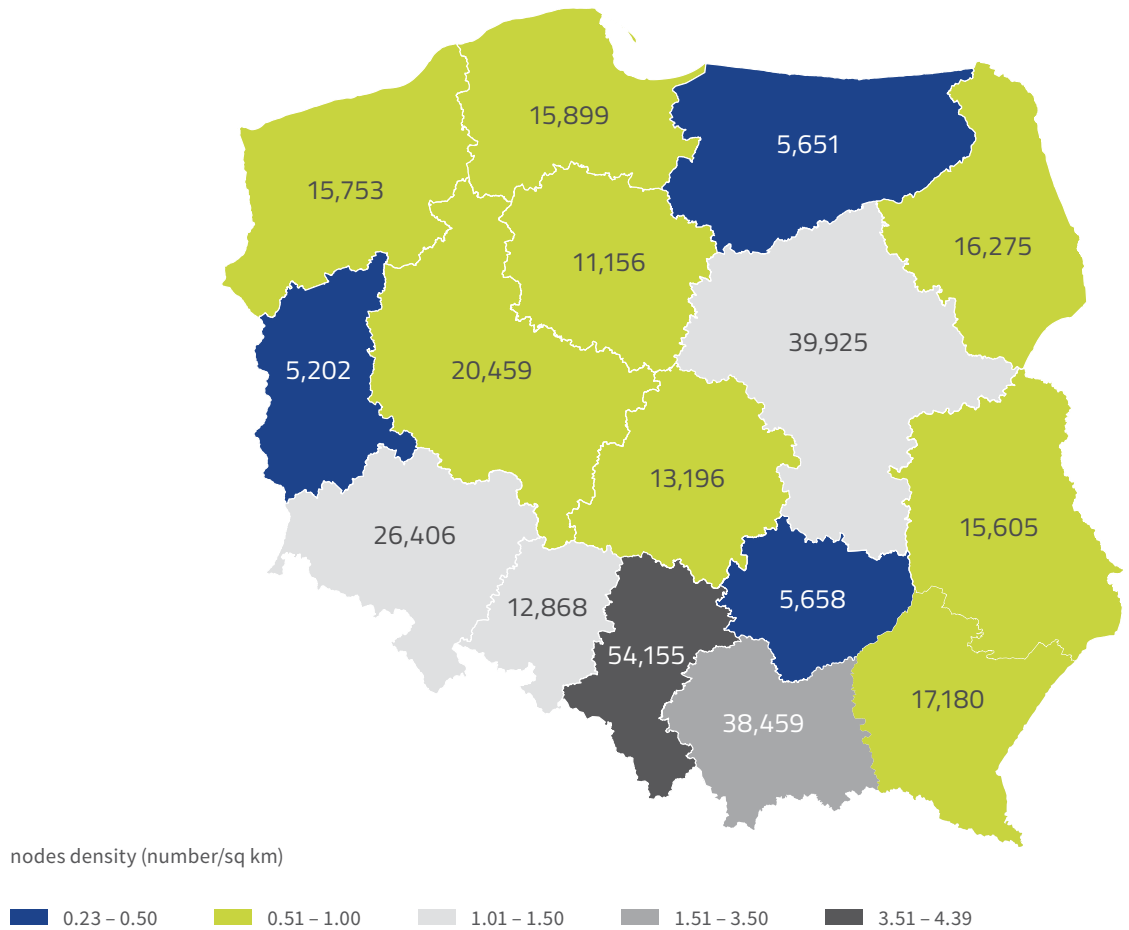 15,899
5,651
15,753
16,275
11,156
39,925
5,202
20,459
13,196
15,605
26,406
5,658
12,868
54,155
17,180
38,459
nodes density (number/sq km)
0.23 – 0.50
0.51 – 1.00
1.01 – 1.50
1.51 – 3.50
3.51 – 4.39